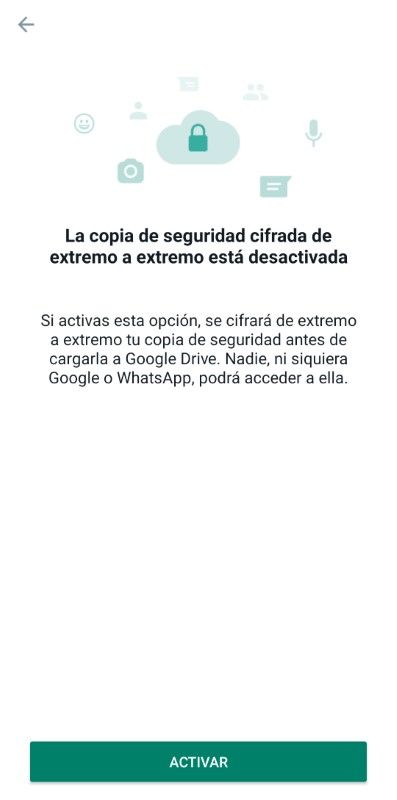 La copia de seguridad cifrada de
extremo a extremo está desactivada
Si activas esta opción, se cifrará de extremo
a extremo tu copia de seguridad antes de
cargarla a Google Drive. Nadie, ni siquiera
Google o WhatsApp, podrá acceder a ella.
ACTIVAR